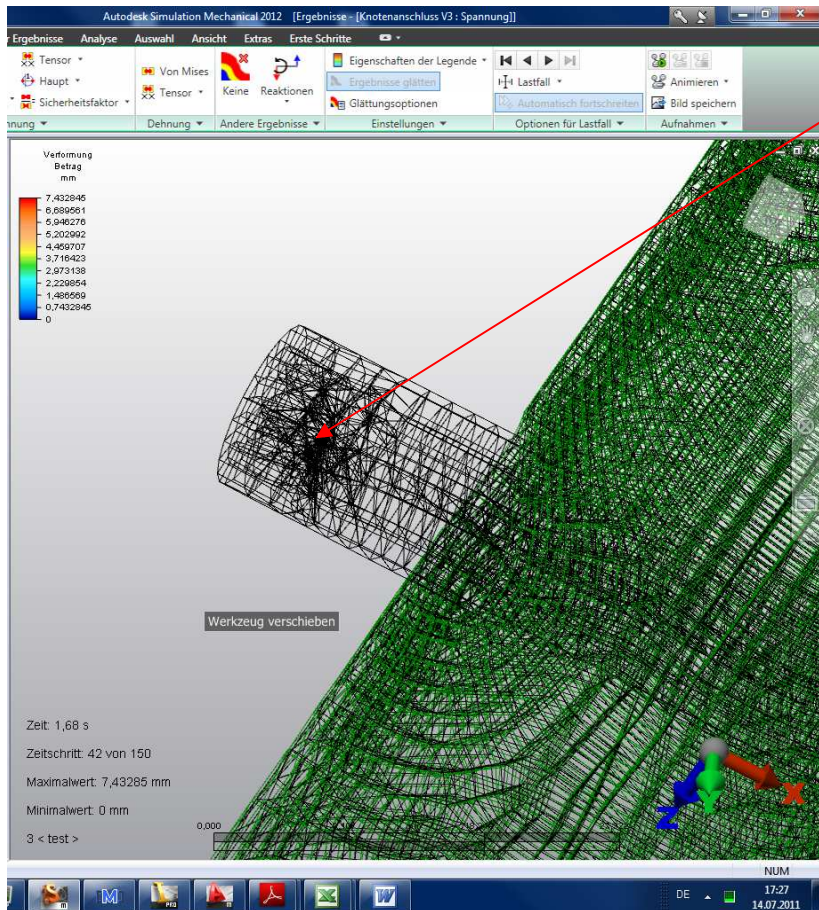 Autodesk Simulation Mechanical 2012 [Ergebnisse - [Knotenanschluss V3 : Spannung]]
r Ergebnisse Analyse Auswahl Ansicht Extras Erste Schritte
Tensor
Haupt
Sicherheitsfaktor
nnung
Von Mises
Tensor
Dehnung
Keine Reaktionen
Andere Ergebnisse
Eigenschaften der Legende
Ergebnisse glätten
Glättungsoptionen
Einstellungen
Lastfall
Automatisch fortschreiten
Optionen für Lastfall
Animieren
Bild speichern
Aufnahmen
Verformung
Betrag
mm
7,432845
6,689561
5,946276
5,202992
4,459707
3,716423
2,973138
2,229854
1,486569
0,7432845
0
Werkzeug verschieben
Zeit: 1,68 s
Zeitschritt: 42 von 150
Maximalwert: 7,43285 mm
Minimalwert: 0 mm
3 < test >
0,000
X
Y
Z
NUM
DE
17:27
14.07.2011